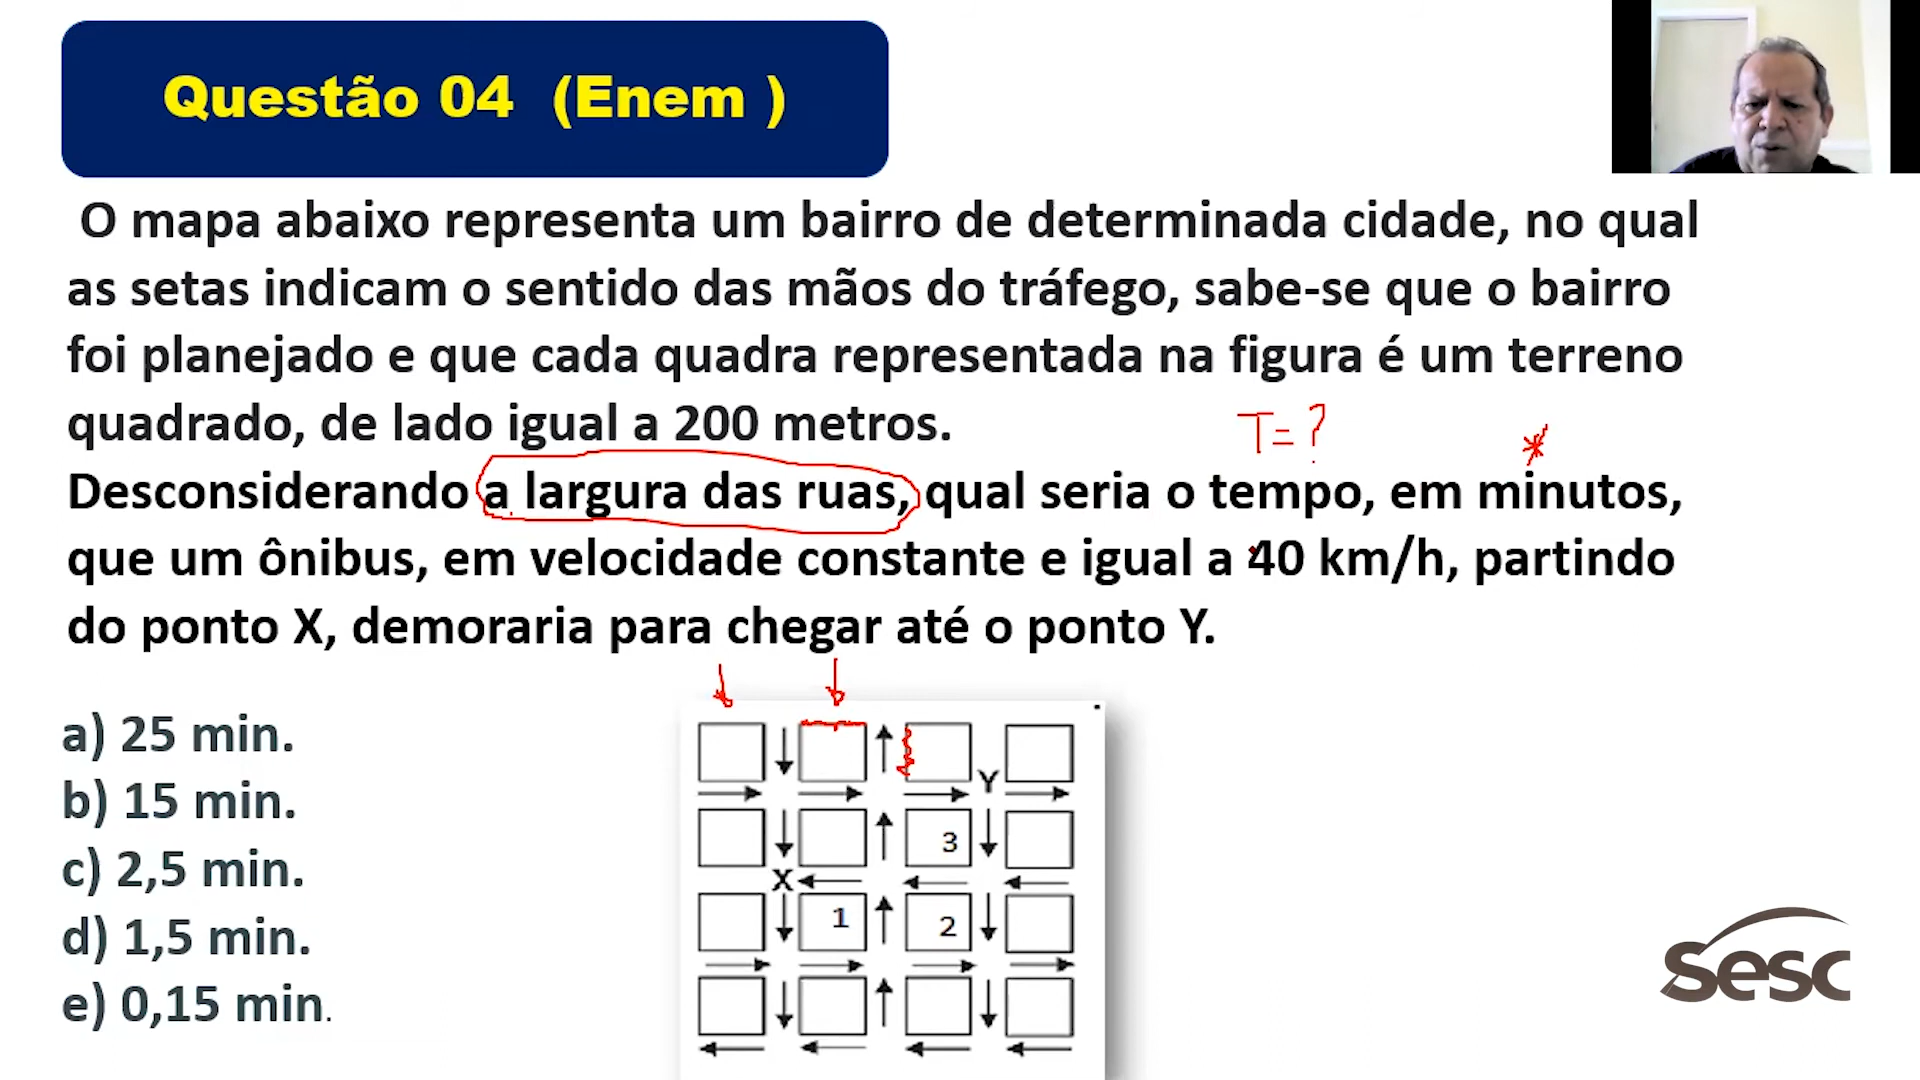 Questão 04 (Enem )
O mapa abaixo representa um bairro de determinada cidade, no qual
as setas indicam o sentido das mãos do tráfego, sabe-se que o bairro
foi planejado e que cada quadra representada na figura é um terreno
quadrado, de lado igual a 200 metros.
T=?
Desconsiderando a largura das ruas, qual seria o tempo, em minutos,
que um ônibus, em velocidade constante e igual a 40 km/h, partindo
do ponto X, demoraria para chegar até o ponto Y.
a) 25 min.
b) 15 min.
c) 2,5 min.
d) 1,5 min.
e) 0,15 min.
Y
3
X
1
2
Sesc